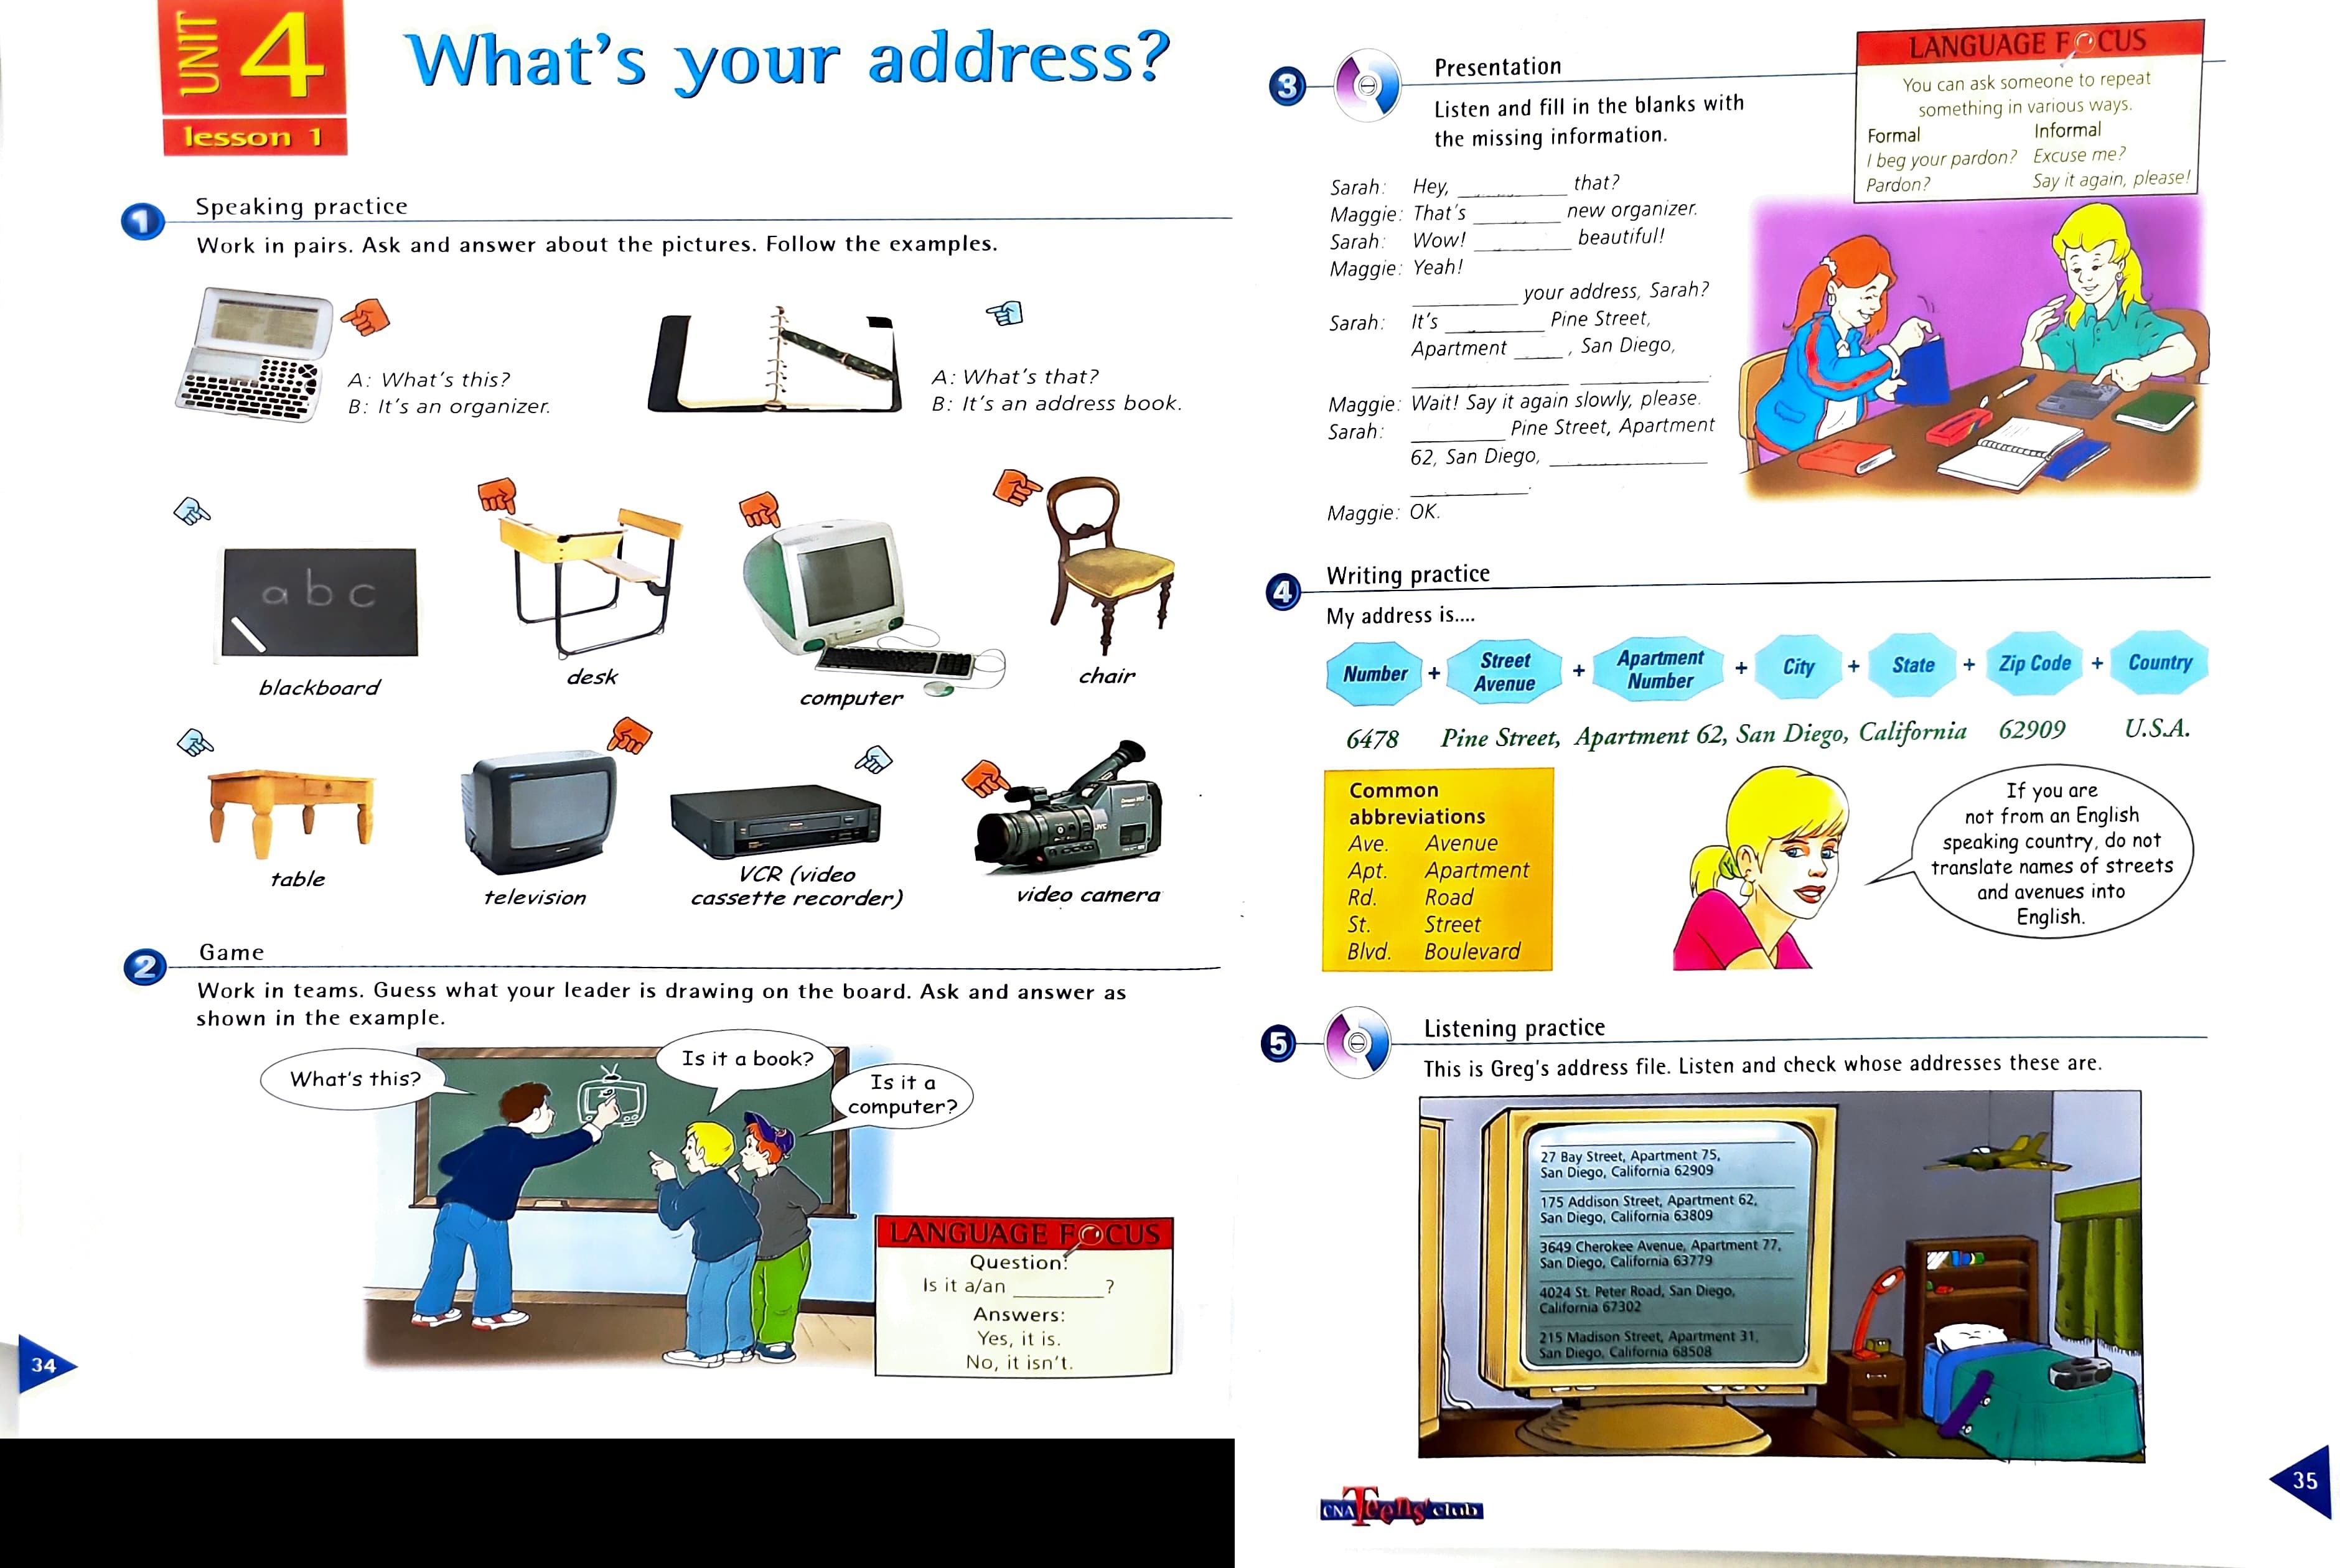 UNIT
4
lesson 1
What's your address?
1
Speaking practice
Work in pairs. Ask and answer about the pictures. Follow the examples.
A: What's this?
B: It's an organizer.
A: What's that?
B: It's an address book.
a b c
blackboard
desk
computer
chair
table
television
VCR (video
cassette recorder)
JVC
video camera
2
Game
Work in teams. Guess what your leader is drawing on the board. Ask and answer as
shown in the example.
What's this?
Is it a book?
Is it a
computer?
LANGUAGE FOCUS
Question:
Is it a/an __________?
Answers:
Yes, it is.
No, it isn't.
34
3
Presentation
Listen and fill in the blanks with
the missing information.
LANGUAGE FOCUS
You can ask someone to repeat
something in various ways.
Formal Informal
I beg your pardon? Excuse me?
Pardon? Say it again, please!
Sarah: Hey, __________ that?
Maggie: That's ________ new organizer.
Sarah: Wow! _________ beautiful!
Maggie: Yeah!
__________ your address, Sarah?
Sarah: It's _________ Pine Street,
Apartment ____, San Diego,
______________ ____________.
Maggie: Wait! Say it again slowly, please.
Sarah: _________ Pine Street, Apartment
62, San Diego, _______________
___________.
Maggie: OK.
4
Writing practice
My address is....
Number + Street Avenue + Apartment Number + City + State + Zip Code + Country
6478 Pine Street, Apartment 62, San Diego, California 62909 U.S.A.
Common
abbreviations
Ave. Avenue
Apt. Apartment
Rd. Road
St. Street
Blvd. Boulevard
If you are
not from an English
speaking country, do not
translate names of streets
and avenues into
English.
5
Listening practice
This is Greg's address file. Listen and check whose addresses these are.
27 Bay Street, Apartment 75,
San Diego, California 62909
175 Addison Street, Apartment 62,
San Diego, California 63809
3649 Cherokee Avenue, Apartment 77,
San Diego, California 63779
4024 St. Peter Road, San Diego,
California 67302
215 Madison Street, Apartment 31,
San Diego, California 68508
CNA Teens' club
35